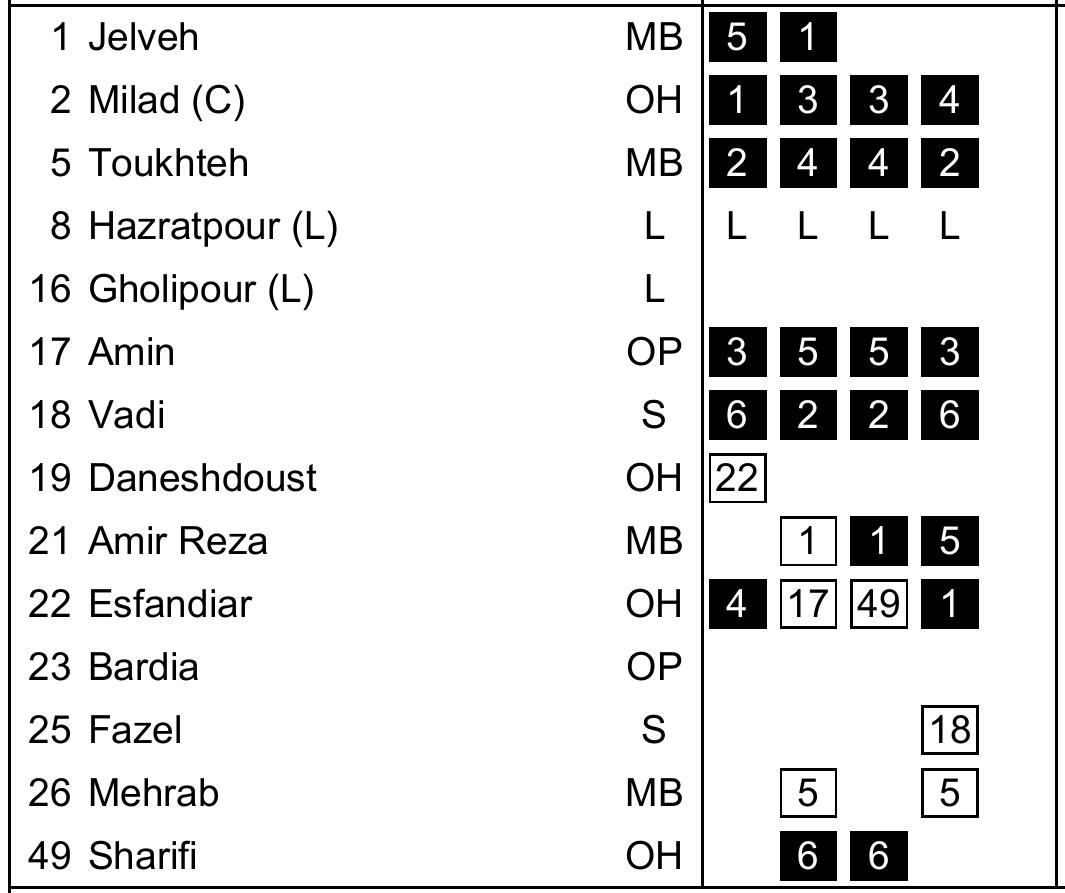 1 Jelveh MB 5 1
2 Milad (C) OH 1 3 3 4
5 Toukhteh MB 2 4 4 2
8 Hazratpour (L) L L L L L
16 Gholipour (L) L
17 Amin OP 3 5 5 3
18 Vadi S 6 2 2 6
19 Daneshdoust OH 22
21 Amir Reza MB 1 1 5
22 Esfandiar OH 4 17 49 1
23 Bardia OP
25 Fazel S 18
26 Mehrab MB 5 5
49 Sharifi OH 6 6